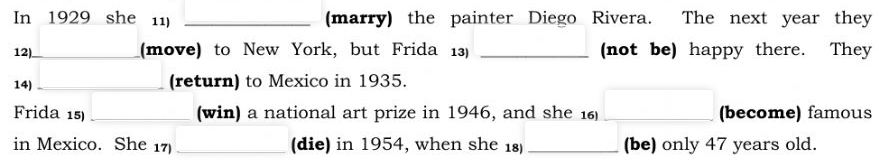 In 1929 she 11) ____________ (marry) the painter Diego Rivera. The next year they
12)____________(move) to New York, but Frida 13) ____________ (not be) happy there. They
14) ____________ (return) to Mexico in 1935.
Frida 15) ____________ (win) a national art prize in 1946, and she 16) ____________ (become) famous
in Mexico. She 17) ____________ (die) in 1954, when she 18) ____________ (be) only 47 years old.